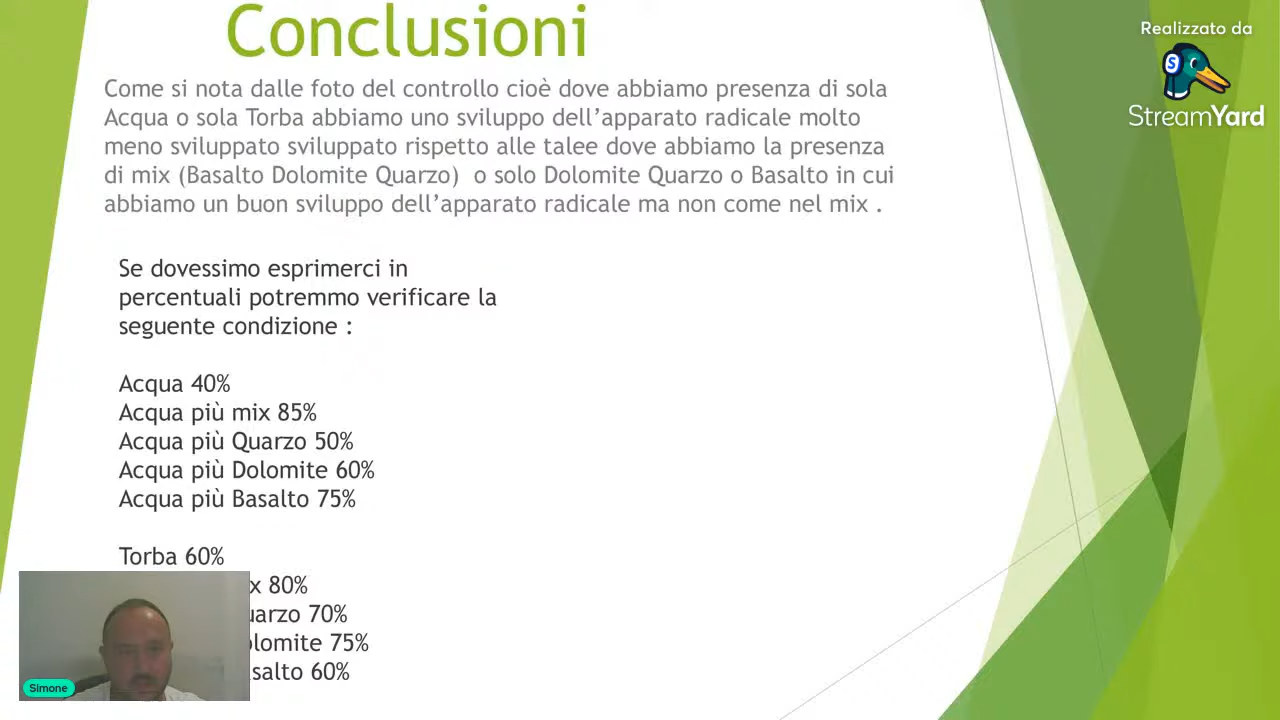 Conclusioni
Realizzato da
StreamYard
Come si nota dalle foto del controllo cioè dove abbiamo presenza di sola
Acqua o sola Torba abbiamo uno sviluppo dell’apparato radicale molto
meno sviluppato sviluppato rispetto alle talee dove abbiamo la presenza
di mix (Basalto Dolomite Quarzo)  o solo Dolomite Quarzo o Basalto in cui
abbiamo un buon sviluppo dell’apparato radicale ma non come nel mix .
Se dovessimo esprimerci in
percentuali potremmo verificare la
seguente condizione :
Acqua 40%
Acqua più mix 85%
Acqua più Quarzo 50%
Acqua più Dolomite 60%
Acqua più Basalto 75%
Torba 60%
x 80%
uarzo 70%
olomite 75%
salto 60%
Simone